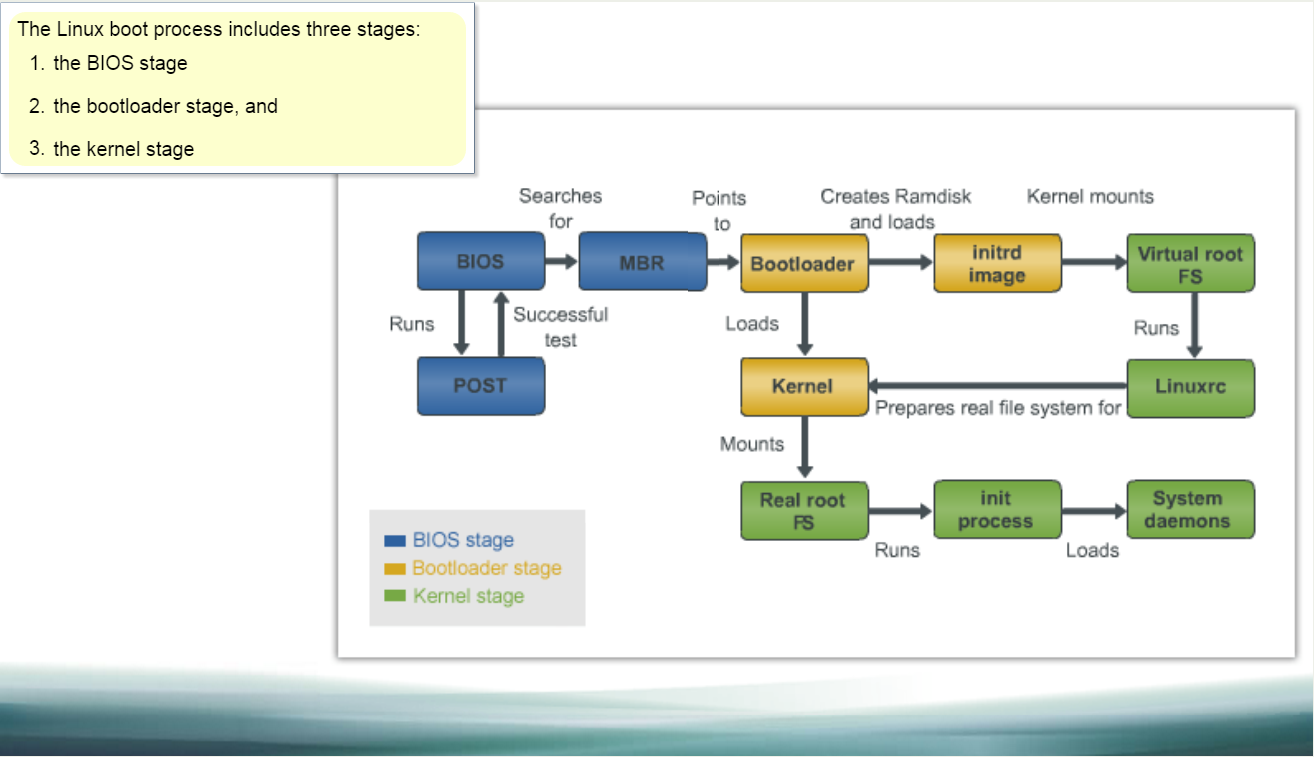 The Linux boot process includes three stages:
1. the BIOS stage
2. the bootloader stage, and
3. the kernel stage
Searches
for
Points
to
Creates Ramdisk
and loads
Kernel mounts
BIOS
MBR
Bootloader
initrd
image
Virtual root
FS
Runs
Successful
test
Loads
Runs
POST
Kernel
Prepares real file system for
Linuxrc
Mounts
Real root
FS
init
process
System
daemons
Runs
Loads
BIOS stage
Bootloader stage
Kernel stage